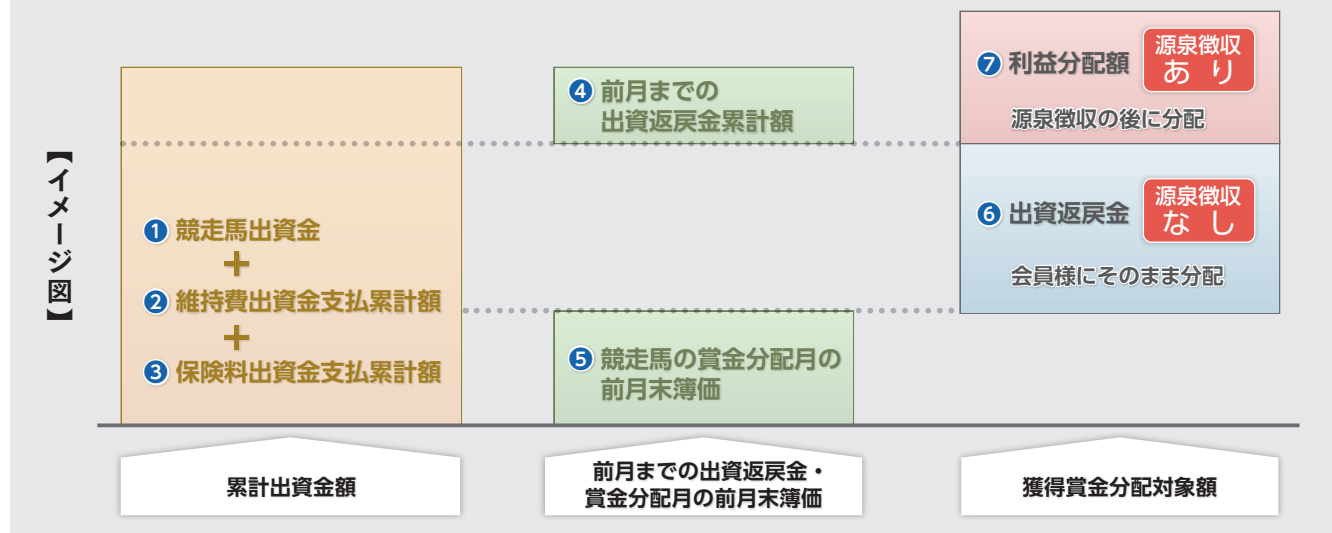 【イメージ図】
❶ 競走馬出資金
＋
❷ 維持費出資金支払累計額
＋
❸ 保険料出資金支払累計額
累計出資金額
❹ 前月までの
出資返戻金累計額
❺ 競走馬の賞金分配月の
前月末簿価
前月までの出資返戻金・
賞金分配月の前月末簿価
❼ 利益分配額
源泉徴収
あり
源泉徴収の後に分配
❻ 出資返戻金
源泉徴収
なし
会員様にそのまま分配
獲得賞金分配対象額